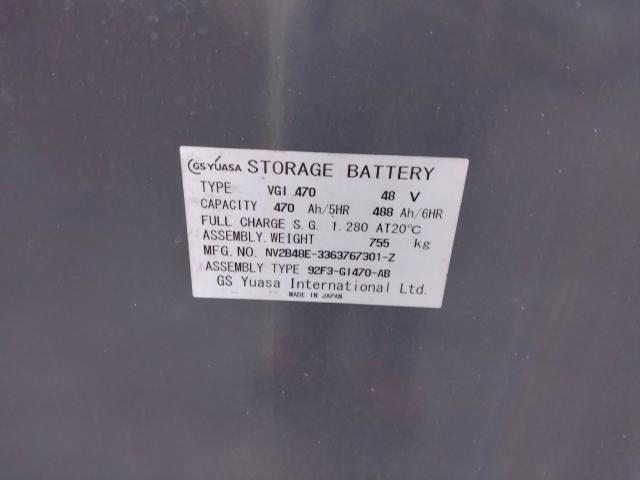 GS YUASA STORAGE BATTERY
TYPE VGI 470 48 V
CAPACITY 470 Ah/5HR 488 Ah/6HR
FULL CHARGE S.G. 1.280 AT20℃
ASSEMBLY.WEIGHT 755 kg
MFG.NO. NV2B48E-3363767301-Z
ASSEMBLY TYPE 92F3-GI470-AB
GS Yuasa International Ltd.
MADE IN JAPAN